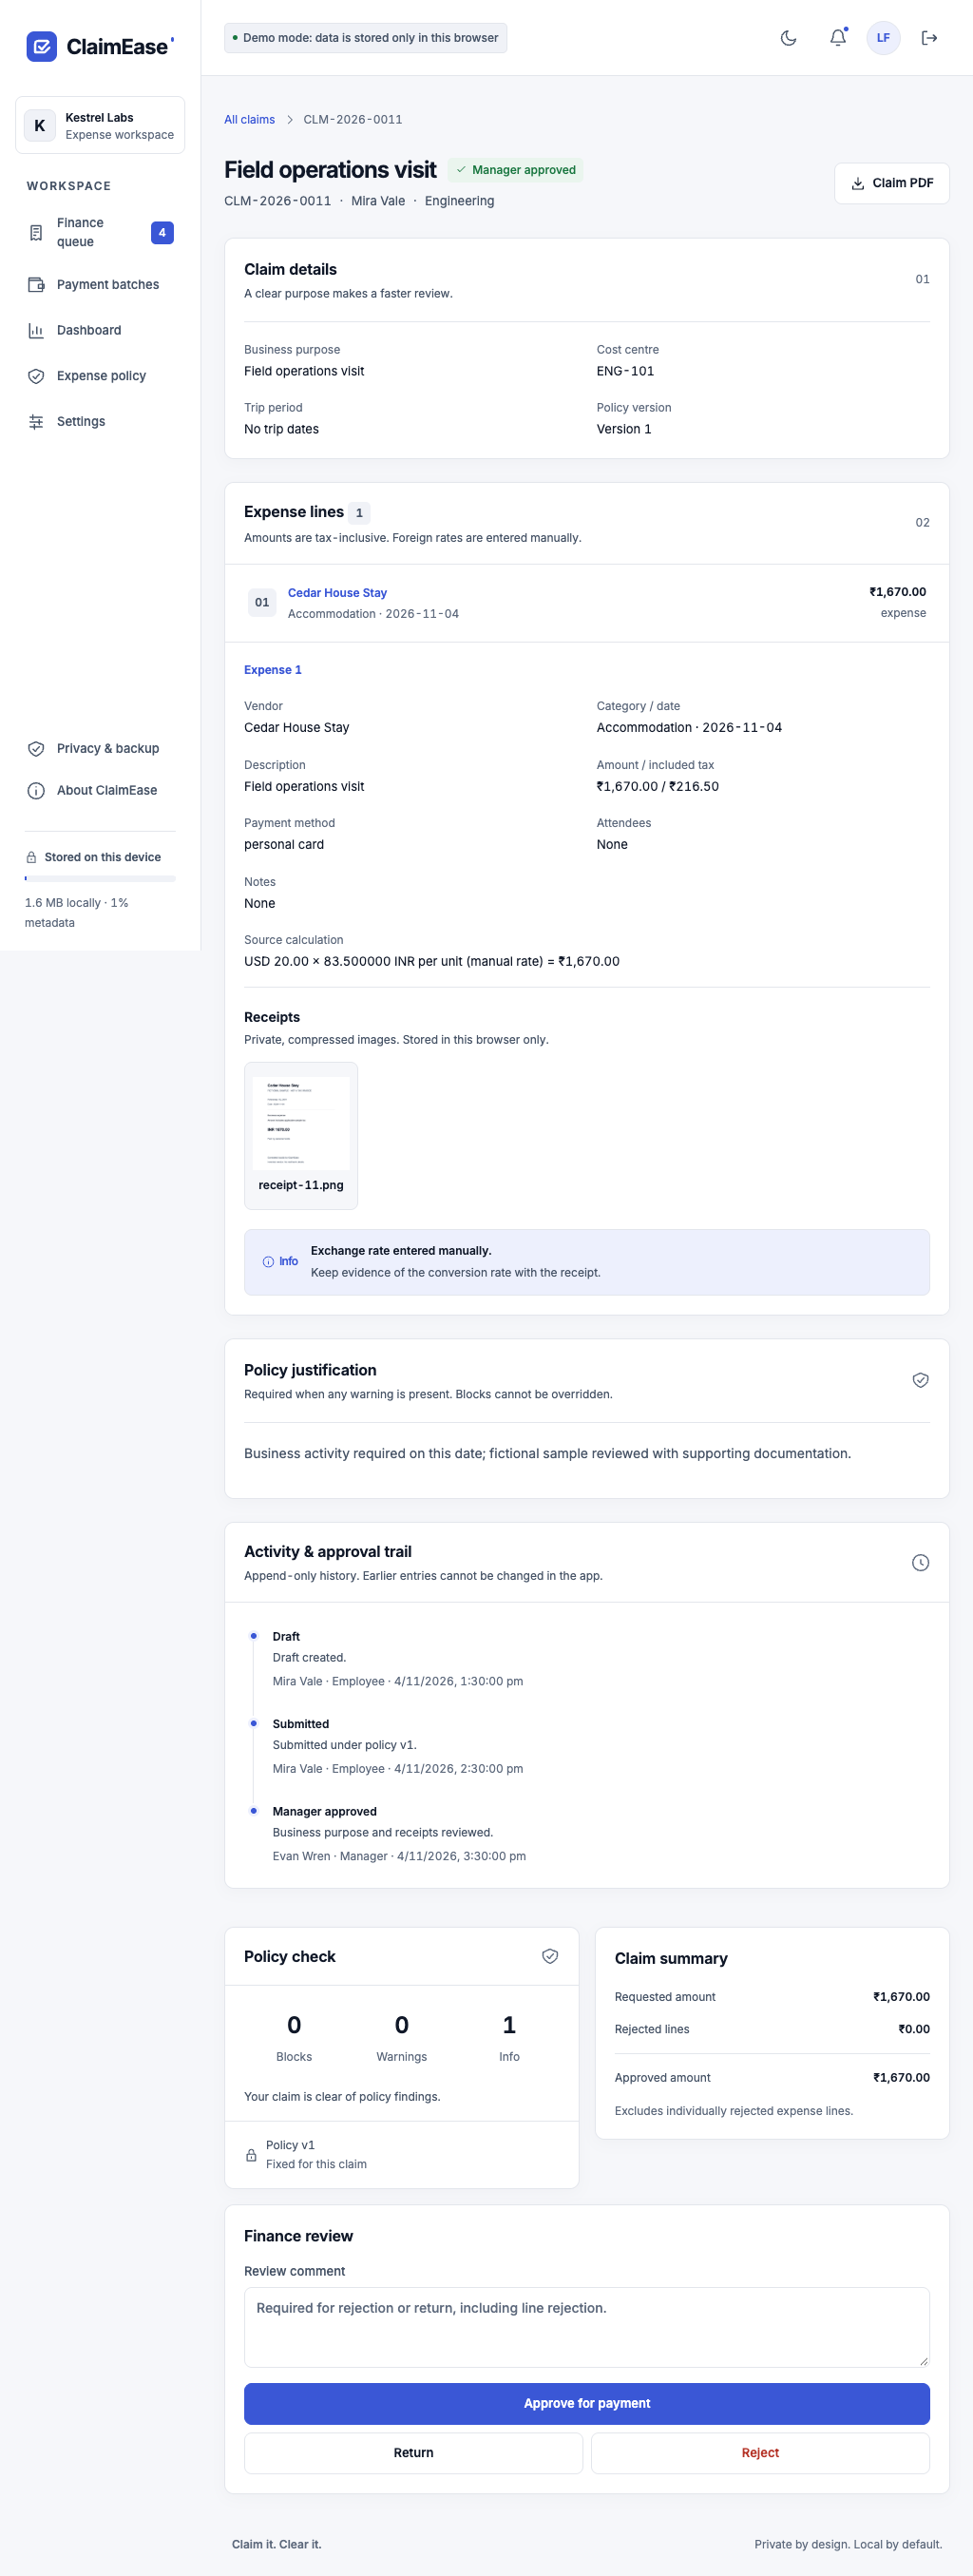 ClaimEase
Demo mode: data is stored only in this browser
LF
K
Kestrel Labs
Expense workspace
WORKSPACE
Finance queue
4
Payment batches
Dashboard
Expense policy
Settings
Privacy & backup
About ClaimEase
Stored on this device
1.6 MB locally · 1% metadata
All claims
CLM-2026-0011
Field operations visit
Manager approved
CLM-2026-0011 · Mira Vale · Engineering
Claim PDF
Claim details
A clear purpose makes a faster review.
01
Business purpose
Field operations visit
Cost centre
ENG-101
Trip period
No trip dates
Policy version
Version 1
Expense lines 1
Amounts are tax-inclusive. Foreign rates are entered manually.
02
01
Cedar House Stay
Accommodation · 2026-11-04
₹1,670.00
expense
Expense 1
Vendor
Cedar House Stay
Category / date
Accommodation · 2026-11-04
Description
Field operations visit
Amount / included tax
₹1,670.00 / ₹216.50
Payment method
personal card
Attendees
None
Notes
None
Source calculation
USD 20.00 × 83.500000 INR per unit (manual rate) = ₹1,670.00
Receipts
Private, compressed images. Stored in this browser only.
Cedar House Stay
INR 1670.00
receipt-11.png
Info
Exchange rate entered manually.
Keep evidence of the conversion rate with the receipt.
Policy justification
Required when any warning is present. Blocks cannot be overridden.
Business activity required on this date; fictional sample reviewed with supporting documentation.
Activity & approval trail
Append-only history. Earlier entries cannot be changed in the app.
Draft
Draft created.
Mira Vale · Employee · 4/11/2026, 1:30:00 pm
Submitted
Submitted under policy v1.
Mira Vale · Employee · 4/11/2026, 2:30:00 pm
Manager approved
Business purpose and receipts reviewed.
Evan Wren · Manager · 4/11/2026, 3:30:00 pm
Policy check
0
Blocks
0
Warnings
1
Info
Your claim is clear of policy findings.
Policy v1
Fixed for this claim
Claim summary
Requested amount ₹1,670.00
Rejected lines ₹0.00
Approved amount ₹1,670.00
Excludes individually rejected expense lines.
Finance review
Review comment
Required for rejection or return, including line rejection.
Approve for payment
Return
Reject
Claim it. Clear it.
Private by design. Local by default.